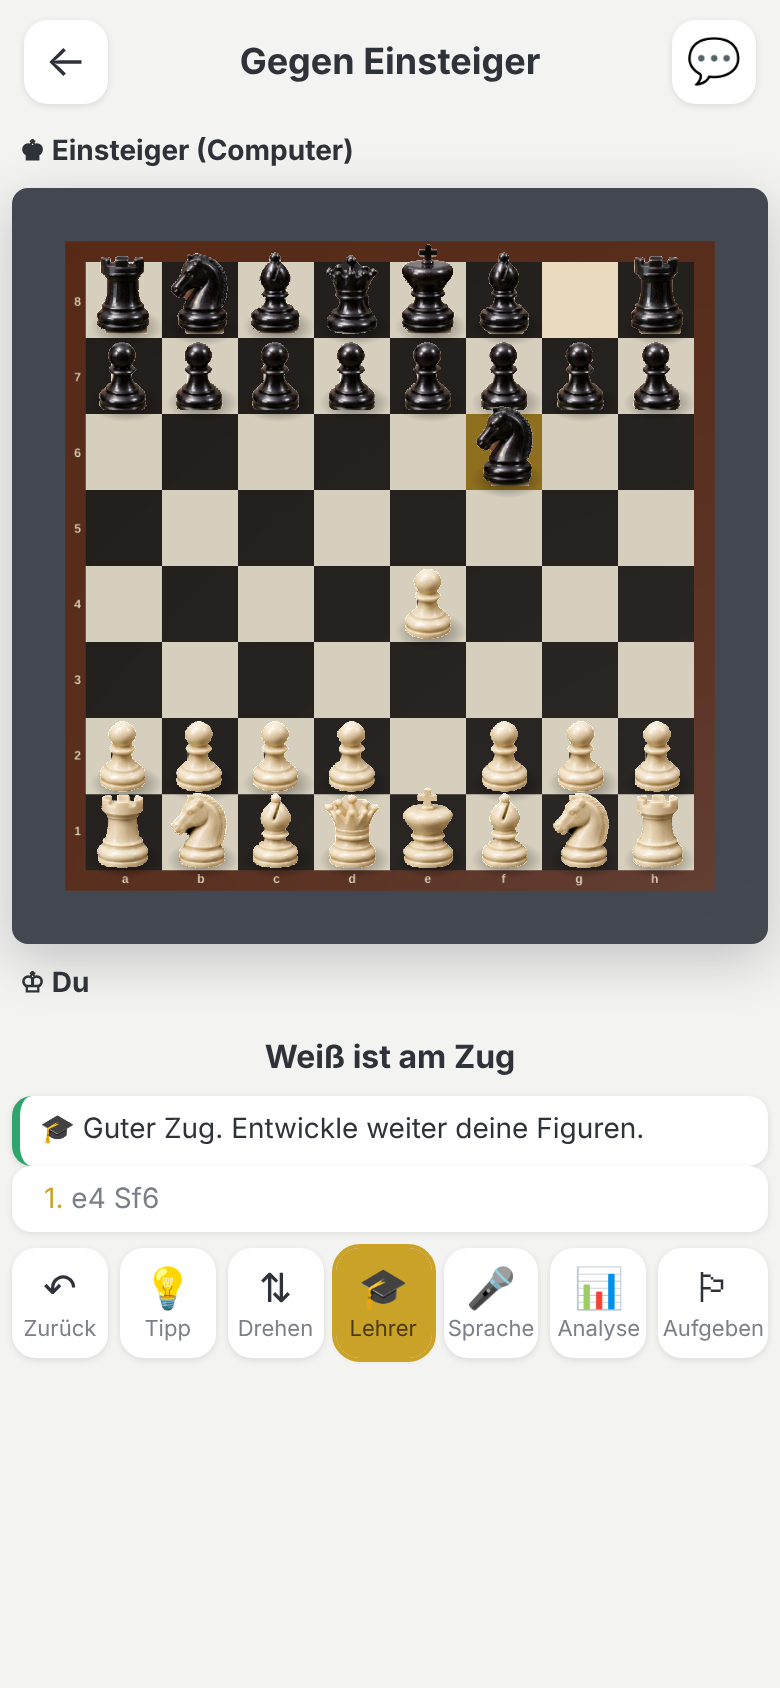 Gegen Einsteiger
Einsteiger (Computer)
8
7
6
5
4
3
2
1
a b c d e f g h
Du
Weiß ist am Zug
Guter Zug. Entwickle weiter deine Figuren.
1. e4 Sf6
Zurück Tipp Drehen Lehrer Sprache Analyse Aufgeben